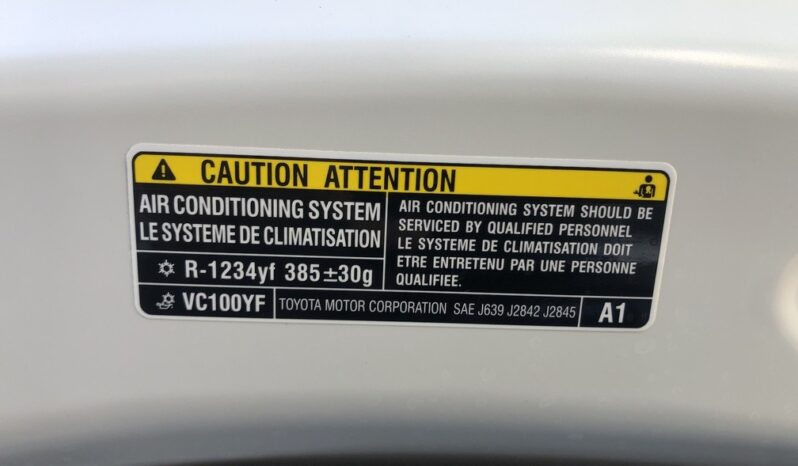 CAUTION ATTENTION
AIR CONDITIONING SYSTEM
LE SYSTEME DE CLIMATISATION
R-1234yf 385±30g
AIR CONDITIONING SYSTEM SHOULD BE
SERVICED BY QUALIFIED PERSONNEL
LE SYSTEME DE CLIMATISATION DOIT
ETRE ENTRETENU PAR UNE PERSONNE
QUALIFIEE.
VC100YF TOYOTA MOTOR CORPORATION SAE J639 J2842 J2845 A1